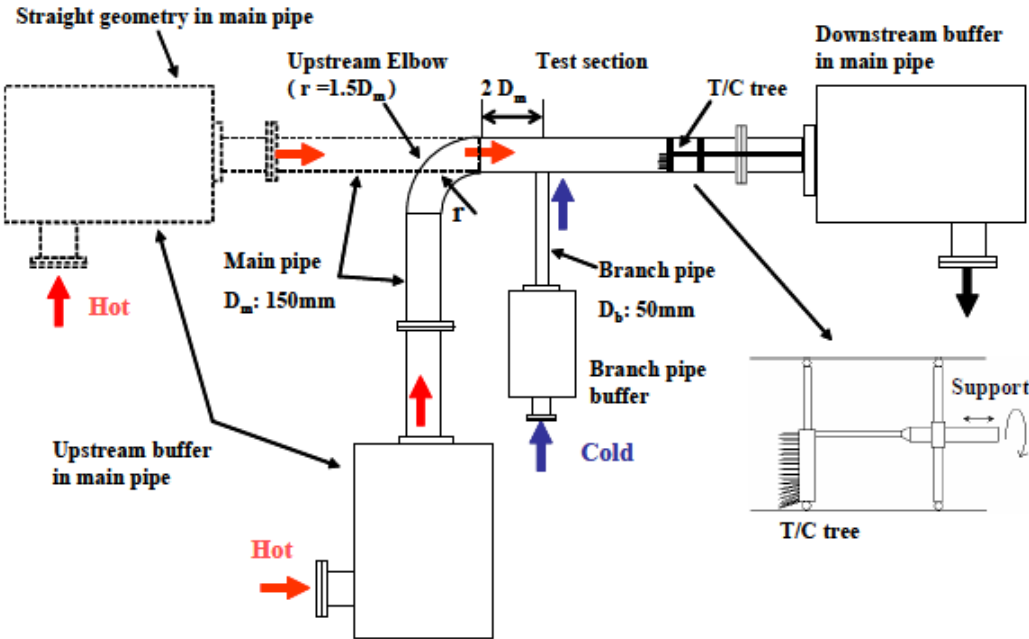 Straight geometry in main pipe
Upstream Elbow
( r =1.5Dm)
Test section
2 Dm
T/C tree
Downstream buffer
in main pipe
r
Hot
Main pipe
Dm: 150mm
Branch pipe
Db: 50mm
Branch pipe
buffer
Cold
Upstream buffer
in main pipe
Hot
Support
T/C tree